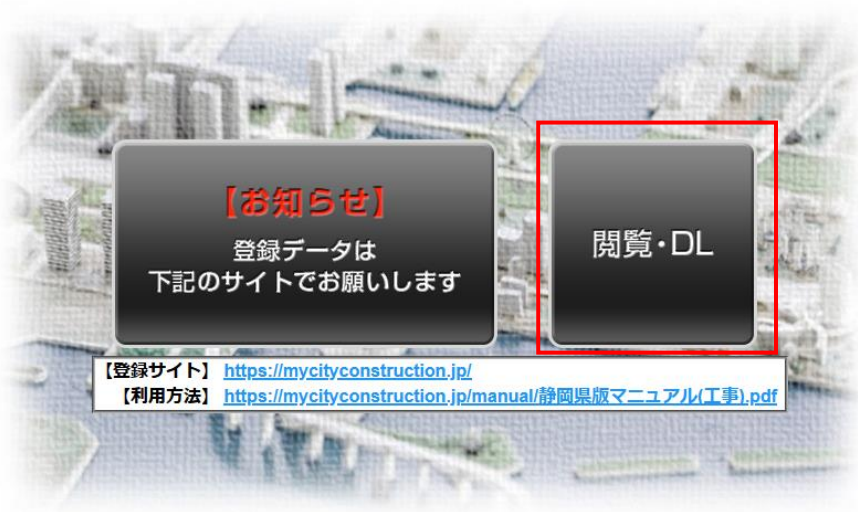 【お知らせ】
登録データは
下記のサイトでお願いします
閲覧・DL
【登録サイト】 https://mycityconstruction.jp/
【利用方法】 https://mycityconstruction.jp/manual/静岡県版マニュアル(工事).pdf